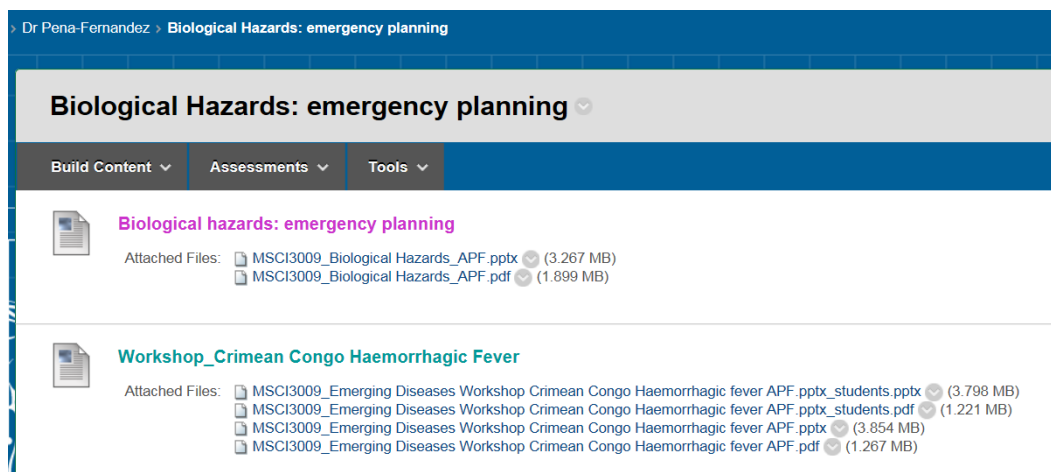 › Dr Pena-Fernandez › Biological Hazards: emergency planning
Biological Hazards: emergency planning
Build Content Assessments Tools
Biological hazards: emergency planning
Attached Files: MSCI3009_Biological Hazards_APF.pptx (3.267 MB)
MSCI3009_Biological Hazards_APF.pdf (1.899 MB)
Workshop_Crimean Congo Haemorrhagic Fever
Attached Files: MSCI3009_Emerging Diseases Workshop Crimean Congo Haemorrhagic fever APF.pptx_students.pptx (3.798 MB)
MSCI3009_Emerging Diseases Workshop Crimean Congo Haemorrhagic fever APF.pptx_students.pdf (1.221 MB)
MSCI3009_Emerging Diseases Workshop Crimean Congo Haemorrhagic fever APF.pptx (3.854 MB)
MSCI3009_Emerging Diseases Workshop Crimean Congo Haemorrhagic fever APF.pdf (1.267 MB)